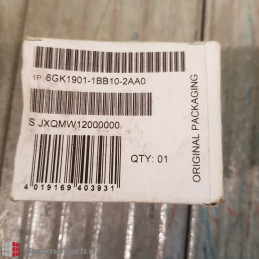 1P 6GK1901-1BB10-2AA0
S JXQMW12000000
QTY: 01
4 019169 403931
ORIGINAL PACKAGING